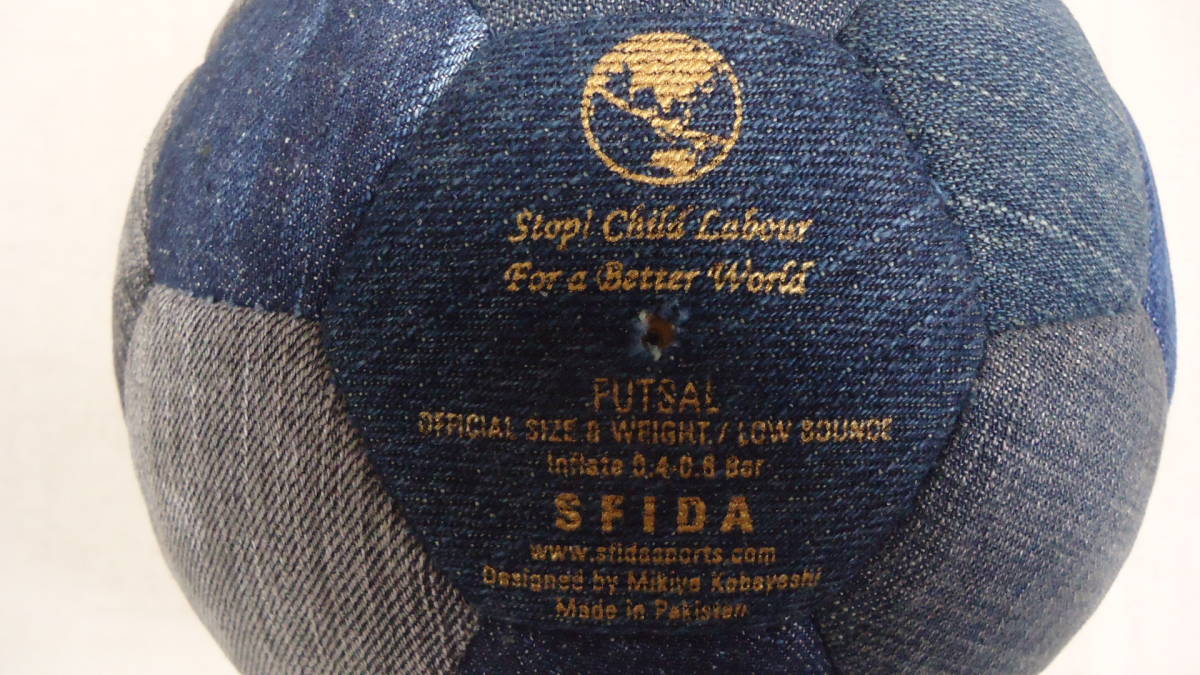 Stop! Child Labour
For a Better World
FUTSAL
OFFICIAL SIZE & WEIGHT / LOW BOUNCE
Inflate 0.4-0.6 Bar
SFIDA
www.sfidasports.com
Designed by Mikiya Kobayashi
Made in Pakistan